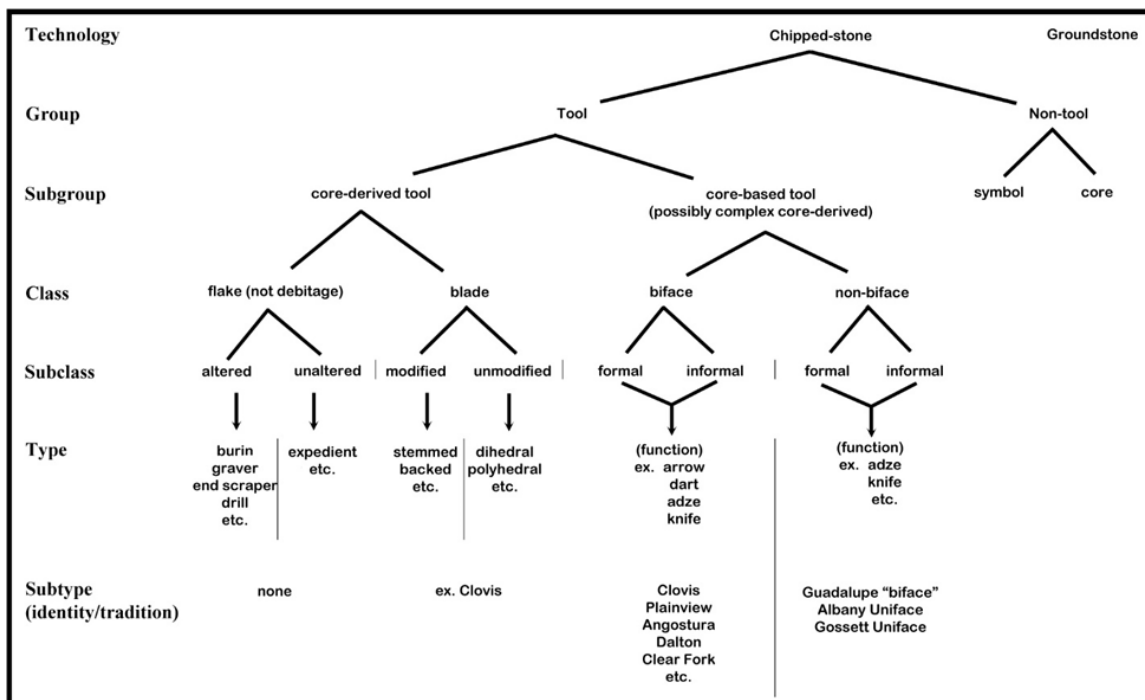 Technology Chipped-stone Groundstone
Group Tool Non-tool
Subgroup core-derived tool core-based tool symbol core
(possibly complex core-derived)
Class flake (not debitage) blade biface non-biface
Subclass altered unaltered modified unmodified formal informal formal informal
Type burin expedient stemmed dihedral (function) (function)
graver etc. backed polyhedral ex. arrow ex. adze
end scraper etc. etc. dart knife
drill adze etc.
etc. knife
Subtype none ex. Clovis Clovis Guadalupe “biface”
(identity/tradition) Plainview Albany Uniface
Angostura Gossett Uniface
Dalton
Clear Fork
etc.